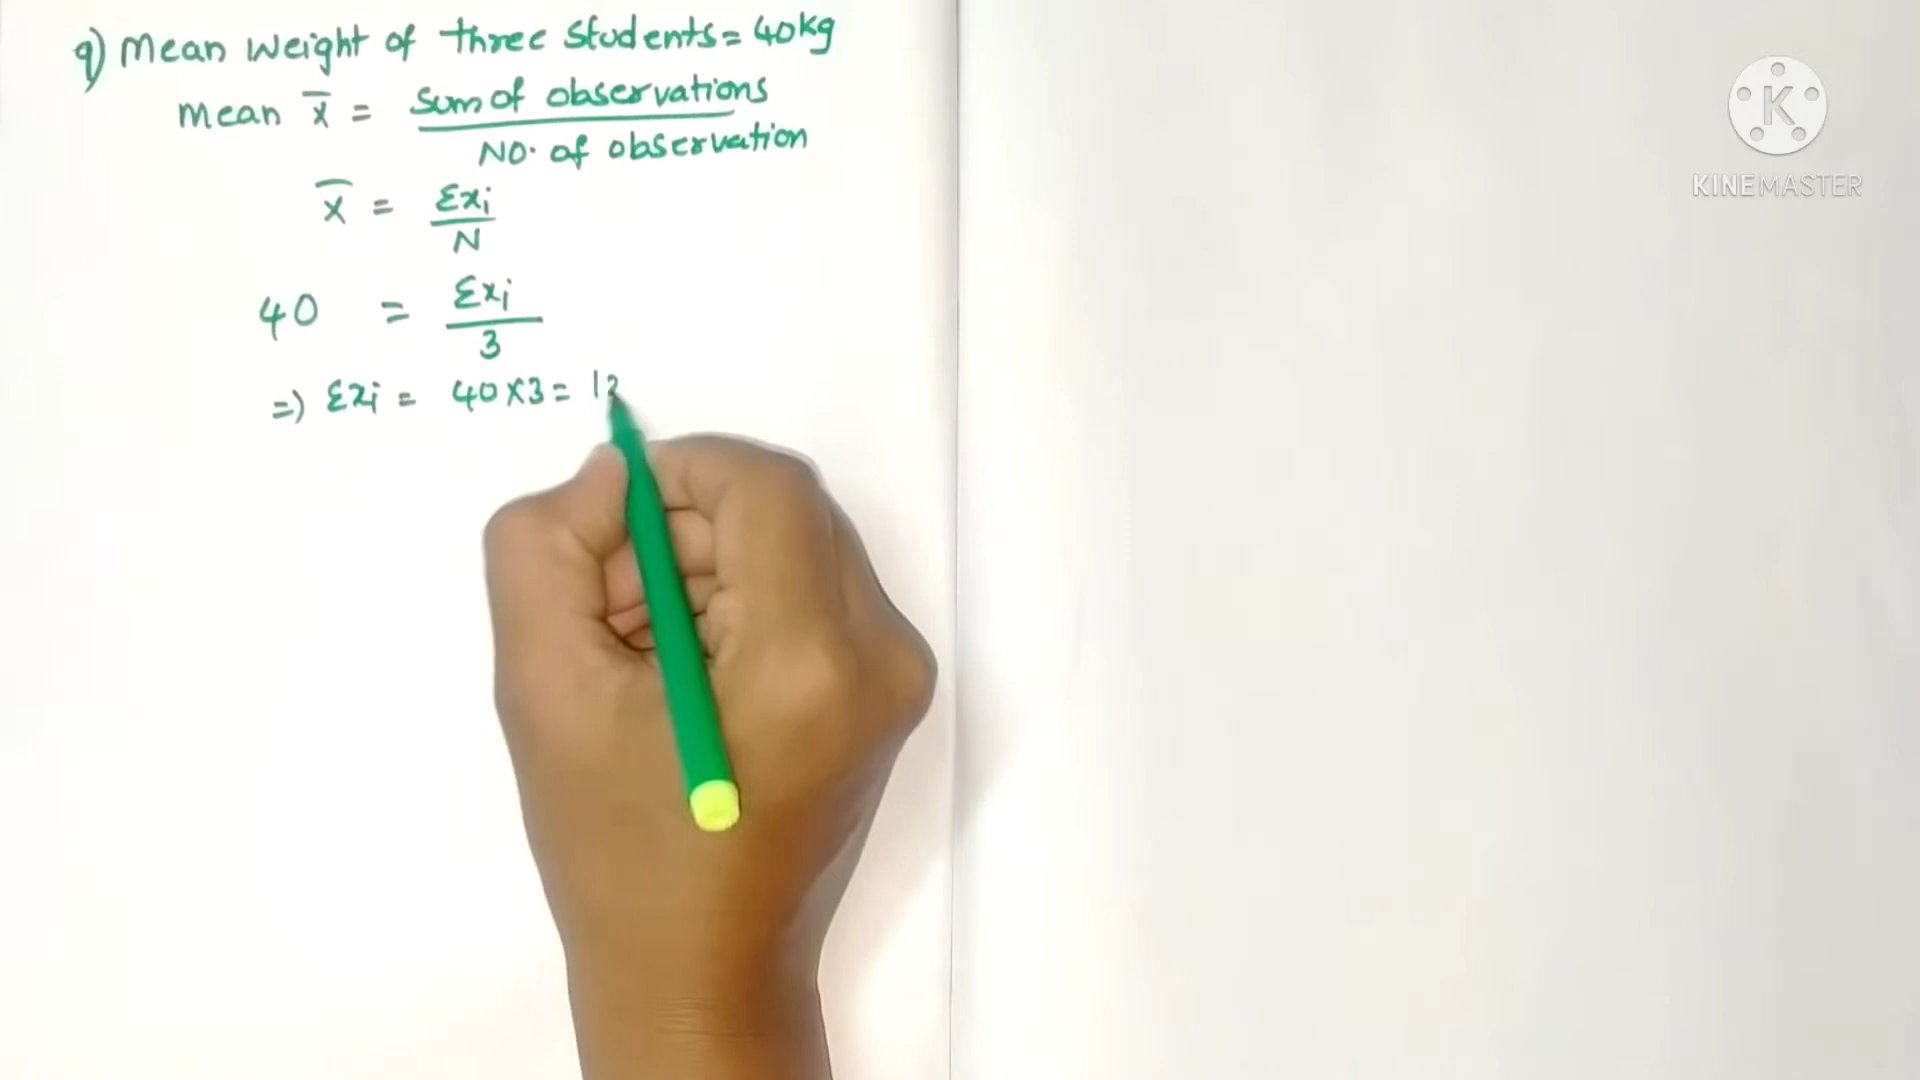 9) Mean Weight of three Students = 40kg
Mean x̅ = Sum of observations / No. of observation
x̅ = Σxi / N
40 = Σxi / 3
=) Σxi = 40 x 3 = 12
K
KINEMASTER